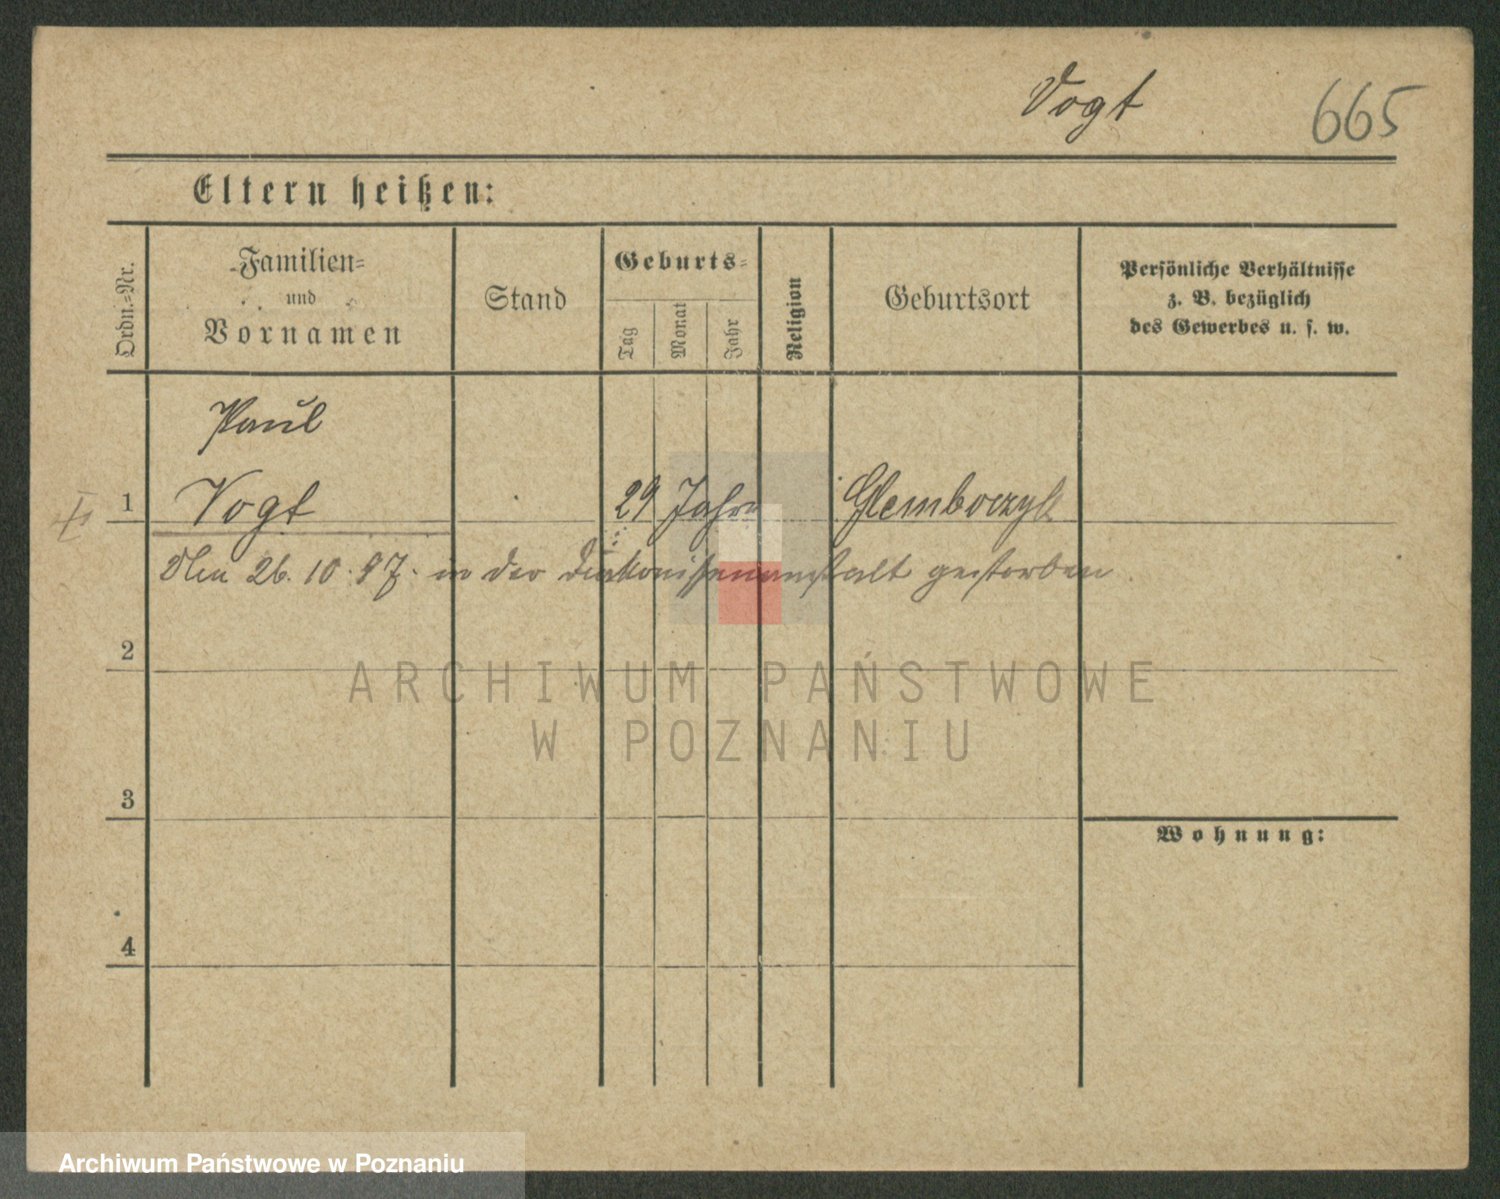 Vogt 665
Eltern heißen:
Ordn.=Nr.
Familien=
und
Vornamen
Stand
Geburts=
Tag Monat Jahr
Religion
Geburtsort
Persönliche Verhältnisse
z. B. bezüglich
des Gewerbes u. s. w.
Paul
1 Vogt 29 Jahre Glemboczyk
Den 26. 10. 97. in der Diakonissenanstalt gestorben
2
ARCHIWUM PAŃSTWOWE
W POZNANIU
3
Wohnung:
4
Archiwum Państwowe w Poznaniu